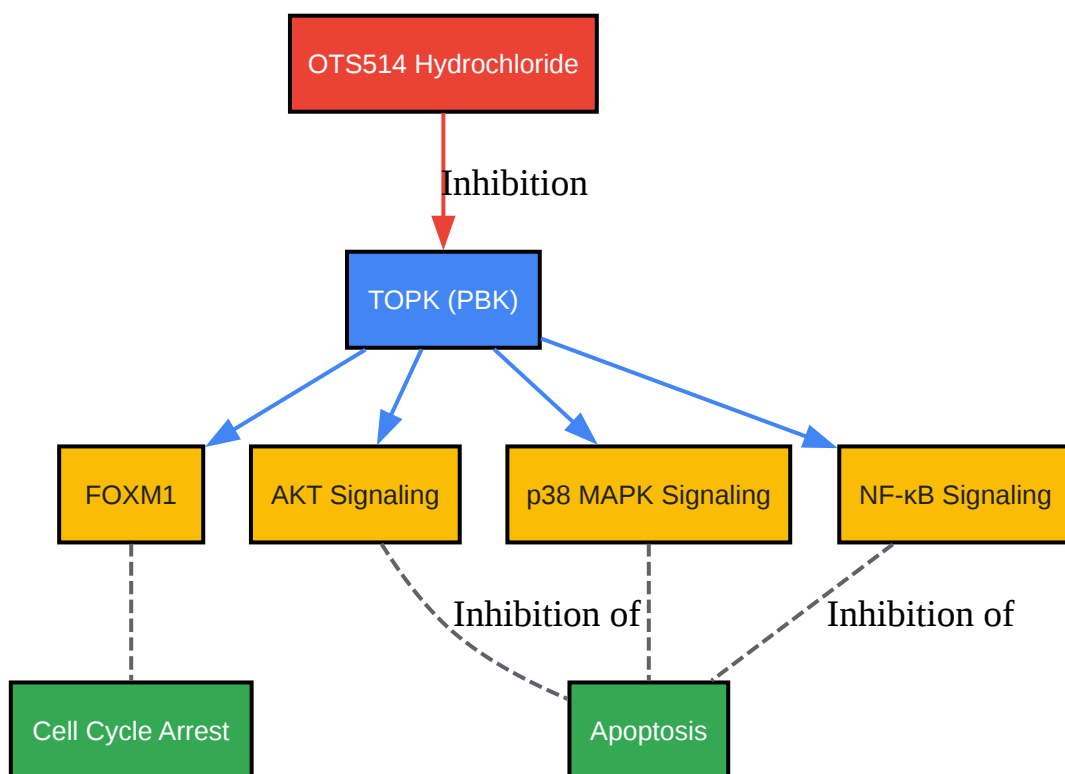 OTS514 Hydrochloride
Inhibition
TOPK (PBK)
FOXM1
AKT Signaling
p38 MAPK Signaling
NF-κB Signaling
Inhibition of
Inhibition of
Cell Cycle Arrest
Apoptosis